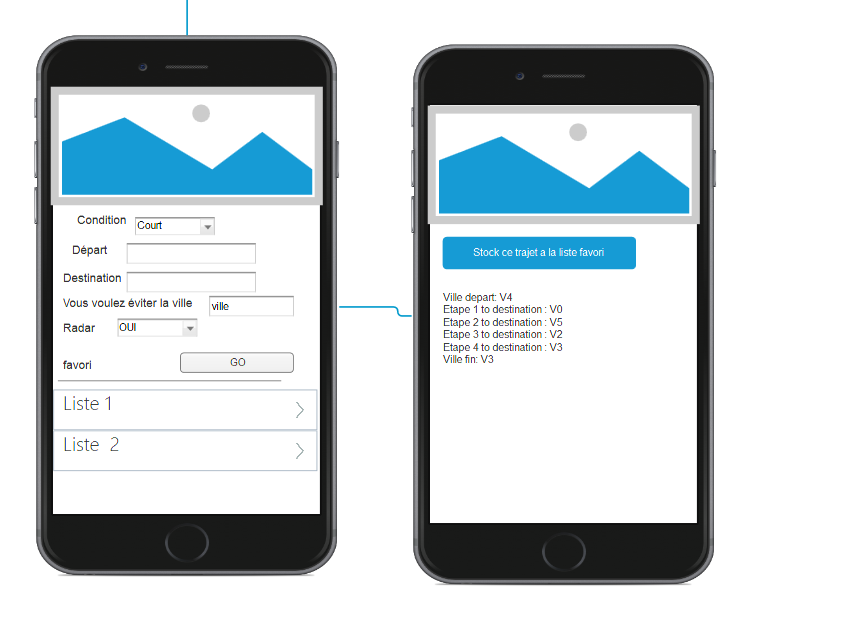 Condition Court
Départ
Destination
Vous voulez éviter la ville ville
Radar OUI
favori GO
Liste 1
Liste 2
Stock ce trajet a la liste favori
Ville depart: V4
Etape 1 to destination : V0
Etape 2 to destination : V5
Etape 3 to destination : V2
Etape 4 to destination : V3
Ville fin: V3